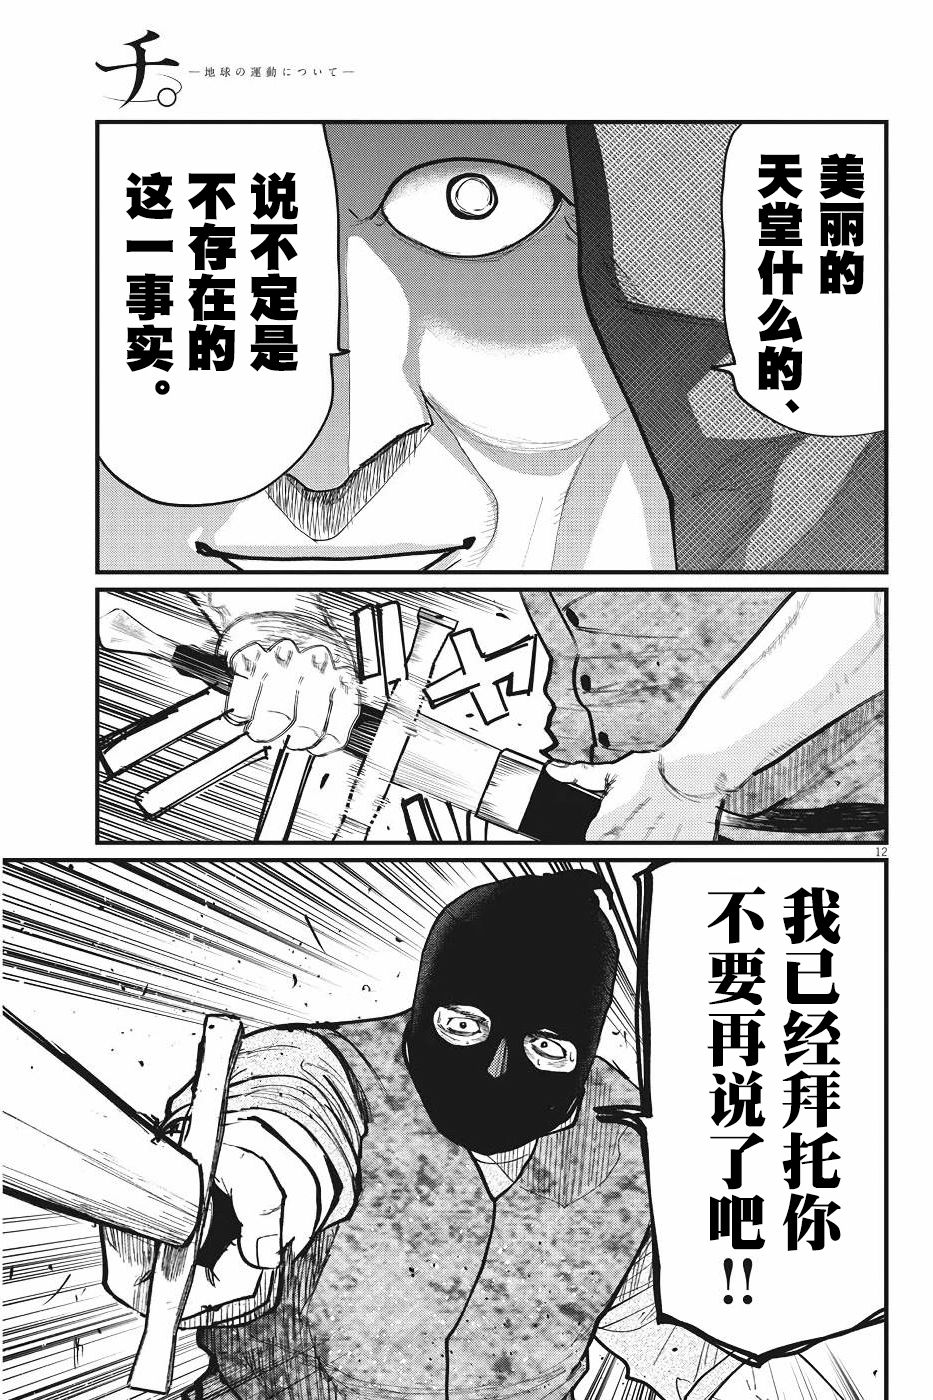 チ。
―地球の運動について―
美丽的
天堂什么的、
说不定是
不存在的
这一事实。
チャ
12
我已经拜托你
不要再说了吧!!